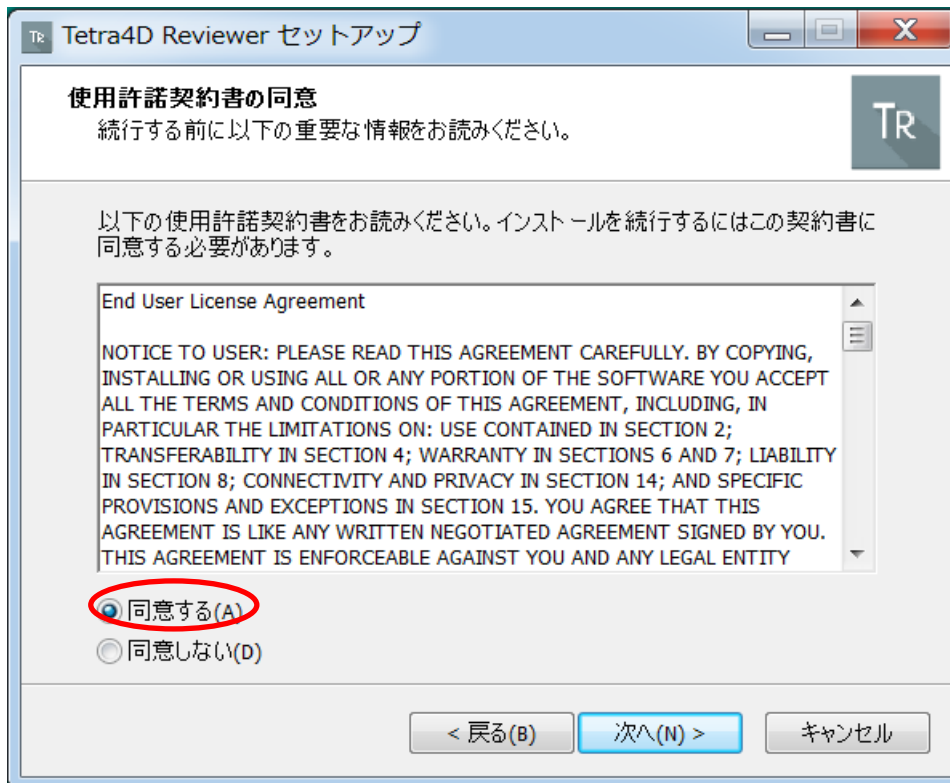 TR Tetra4D Reviewer セットアップ
使用許諾契約書の同意
続行する前に以下の重要な情報をお読みください。
TR
以下の使用許諾契約書をお読みください。インストールを続行するにはこの契約書に
同意する必要があります。
End User License Agreement
NOTICE TO USER: PLEASE READ THIS AGREEMENT CAREFULLY. BY COPYING,
INSTALLING OR USING ALL OR ANY PORTION OF THE SOFTWARE YOU ACCEPT
ALL THE TERMS AND CONDITIONS OF THIS AGREEMENT, INCLUDING, IN
PARTICULAR THE LIMITATIONS ON: USE CONTAINED IN SECTION 2;
TRANSFERABILITY IN SECTION 4; WARRANTY IN SECTIONS 6 AND 7; LIABILITY
IN SECTION 8; CONNECTIVITY AND PRIVACY IN SECTION 14; AND SPECIFIC
PROVISIONS AND EXCEPTIONS IN SECTION 15. YOU AGREE THAT THIS
AGREEMENT IS LIKE ANY WRITTEN NEGOTIATED AGREEMENT SIGNED BY YOU.
THIS AGREEMENT IS ENFORCEABLE AGAINST YOU AND ANY LEGAL ENTITY
同意する(A)
同意しない(D)
< 戻る(B) 次へ(N) > キャンセル